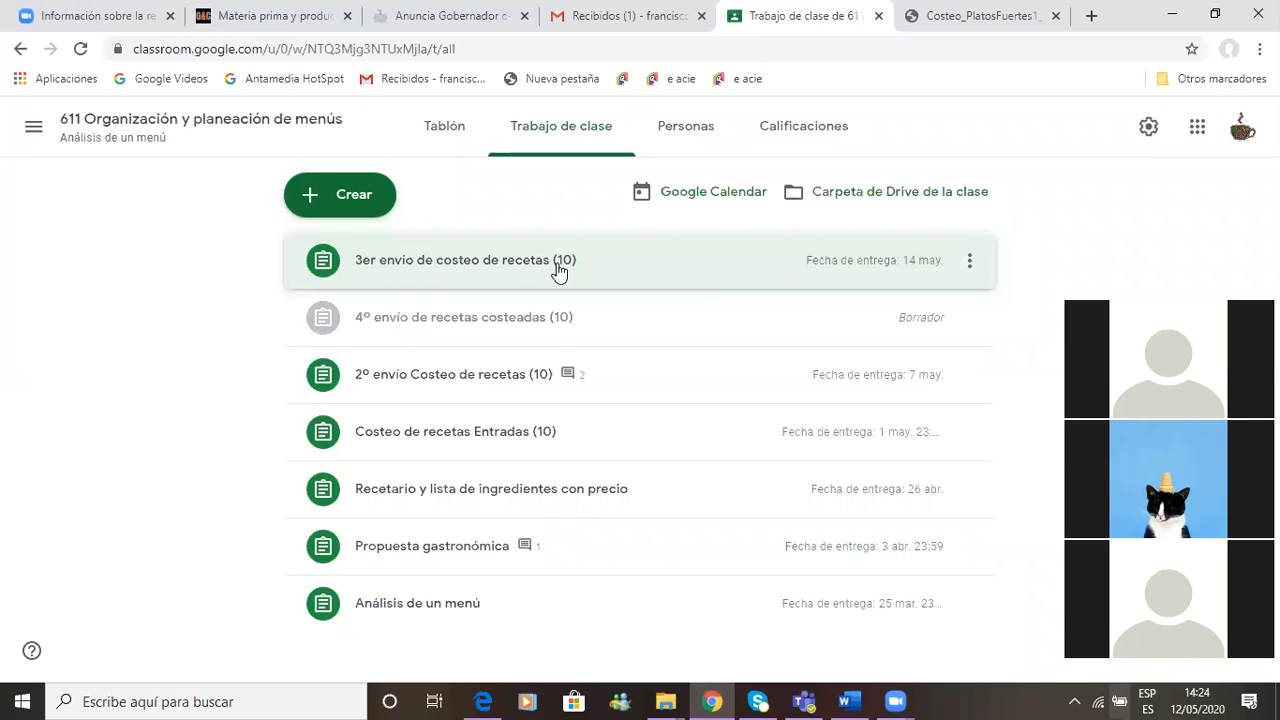 Información sobre la re
Materia prima y produc
Anuncia Gobernador d
Recibidos (1) - francisc
Trabajo de clase de 611
Costeo_PlatosFuertes1_
classroom.google.com/u/0/w/NTQ3Mjg3NTUxMjla/t/all
Aplicaciones
Google Videos
Antamedia HotSpot
Recibidos - francisc...
Nueva pestaña
e acie
e acie
Otros marcadores
611 Organización y planeación de menús
Análisis de un menú
Tablón
Trabajo de clase
Personas
Calificaciones
+ Crear
Google Calendar
Carpeta de Drive de la clase
3er envio de costeo de recetas (10)
Fecha de entrega: 14 may.
4º envío de recetas costeadas (10)
Borrador
2º envío Costeo de recetas (10)
2
Fecha de entrega: 7 may.
Costeo de recetas Entradas (10)
Fecha de entrega: 1 may. 23:...
Recetario y lista de ingredientes con precio
Fecha de entrega: 26 abr.
Propuesta gastronómica
1
Fecha de entrega: 3 abr. 23:59
Análisis de un menú
Fecha de entrega: 25 mar. 23...
Escribe aquí para buscar
ESP
ES
14:24
12/05/2020